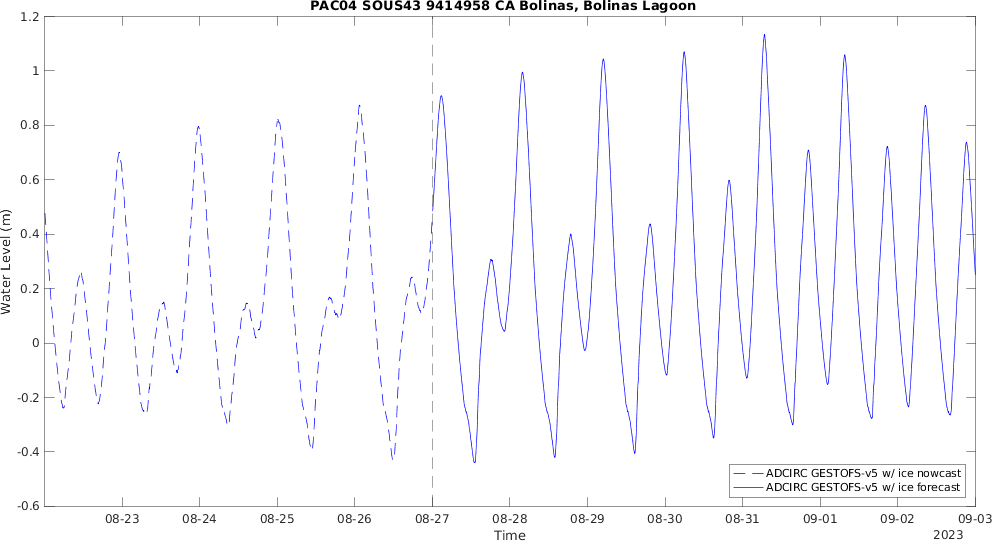 PAC04 SOUS43 9414958 CA Bolinas, Bolinas Lagoon
1.2
1
0.8
0.6
0.4
0.2
0
-0.2
-0.4
-0.6
Water Level (m)
ADCIRC GESTOFS-v5 w/ ice nowcast
ADCIRC GESTOFS-v5 w/ ice forecast
08-23 08-24 08-25 08-26 08-27 08-28 08-29 08-30 08-31 09-01 09-02 09-03
Time
2023